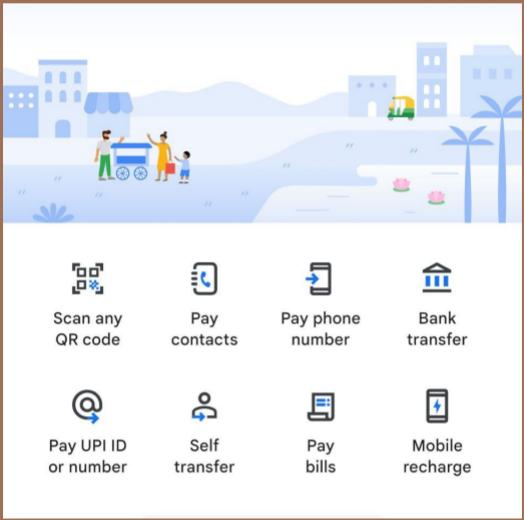 Scan any
QR code
Pay
contacts
Pay phone
number
Bank
transfer
Pay UPI ID
or number
Self
transfer
Pay
bills
Mobile
recharge